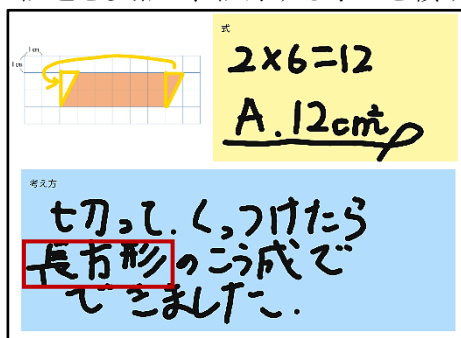 1cm
1cm
式
2×6=12
A.12cm²
考え方
切って.くっつけたら
長方形のこう成で
できました.